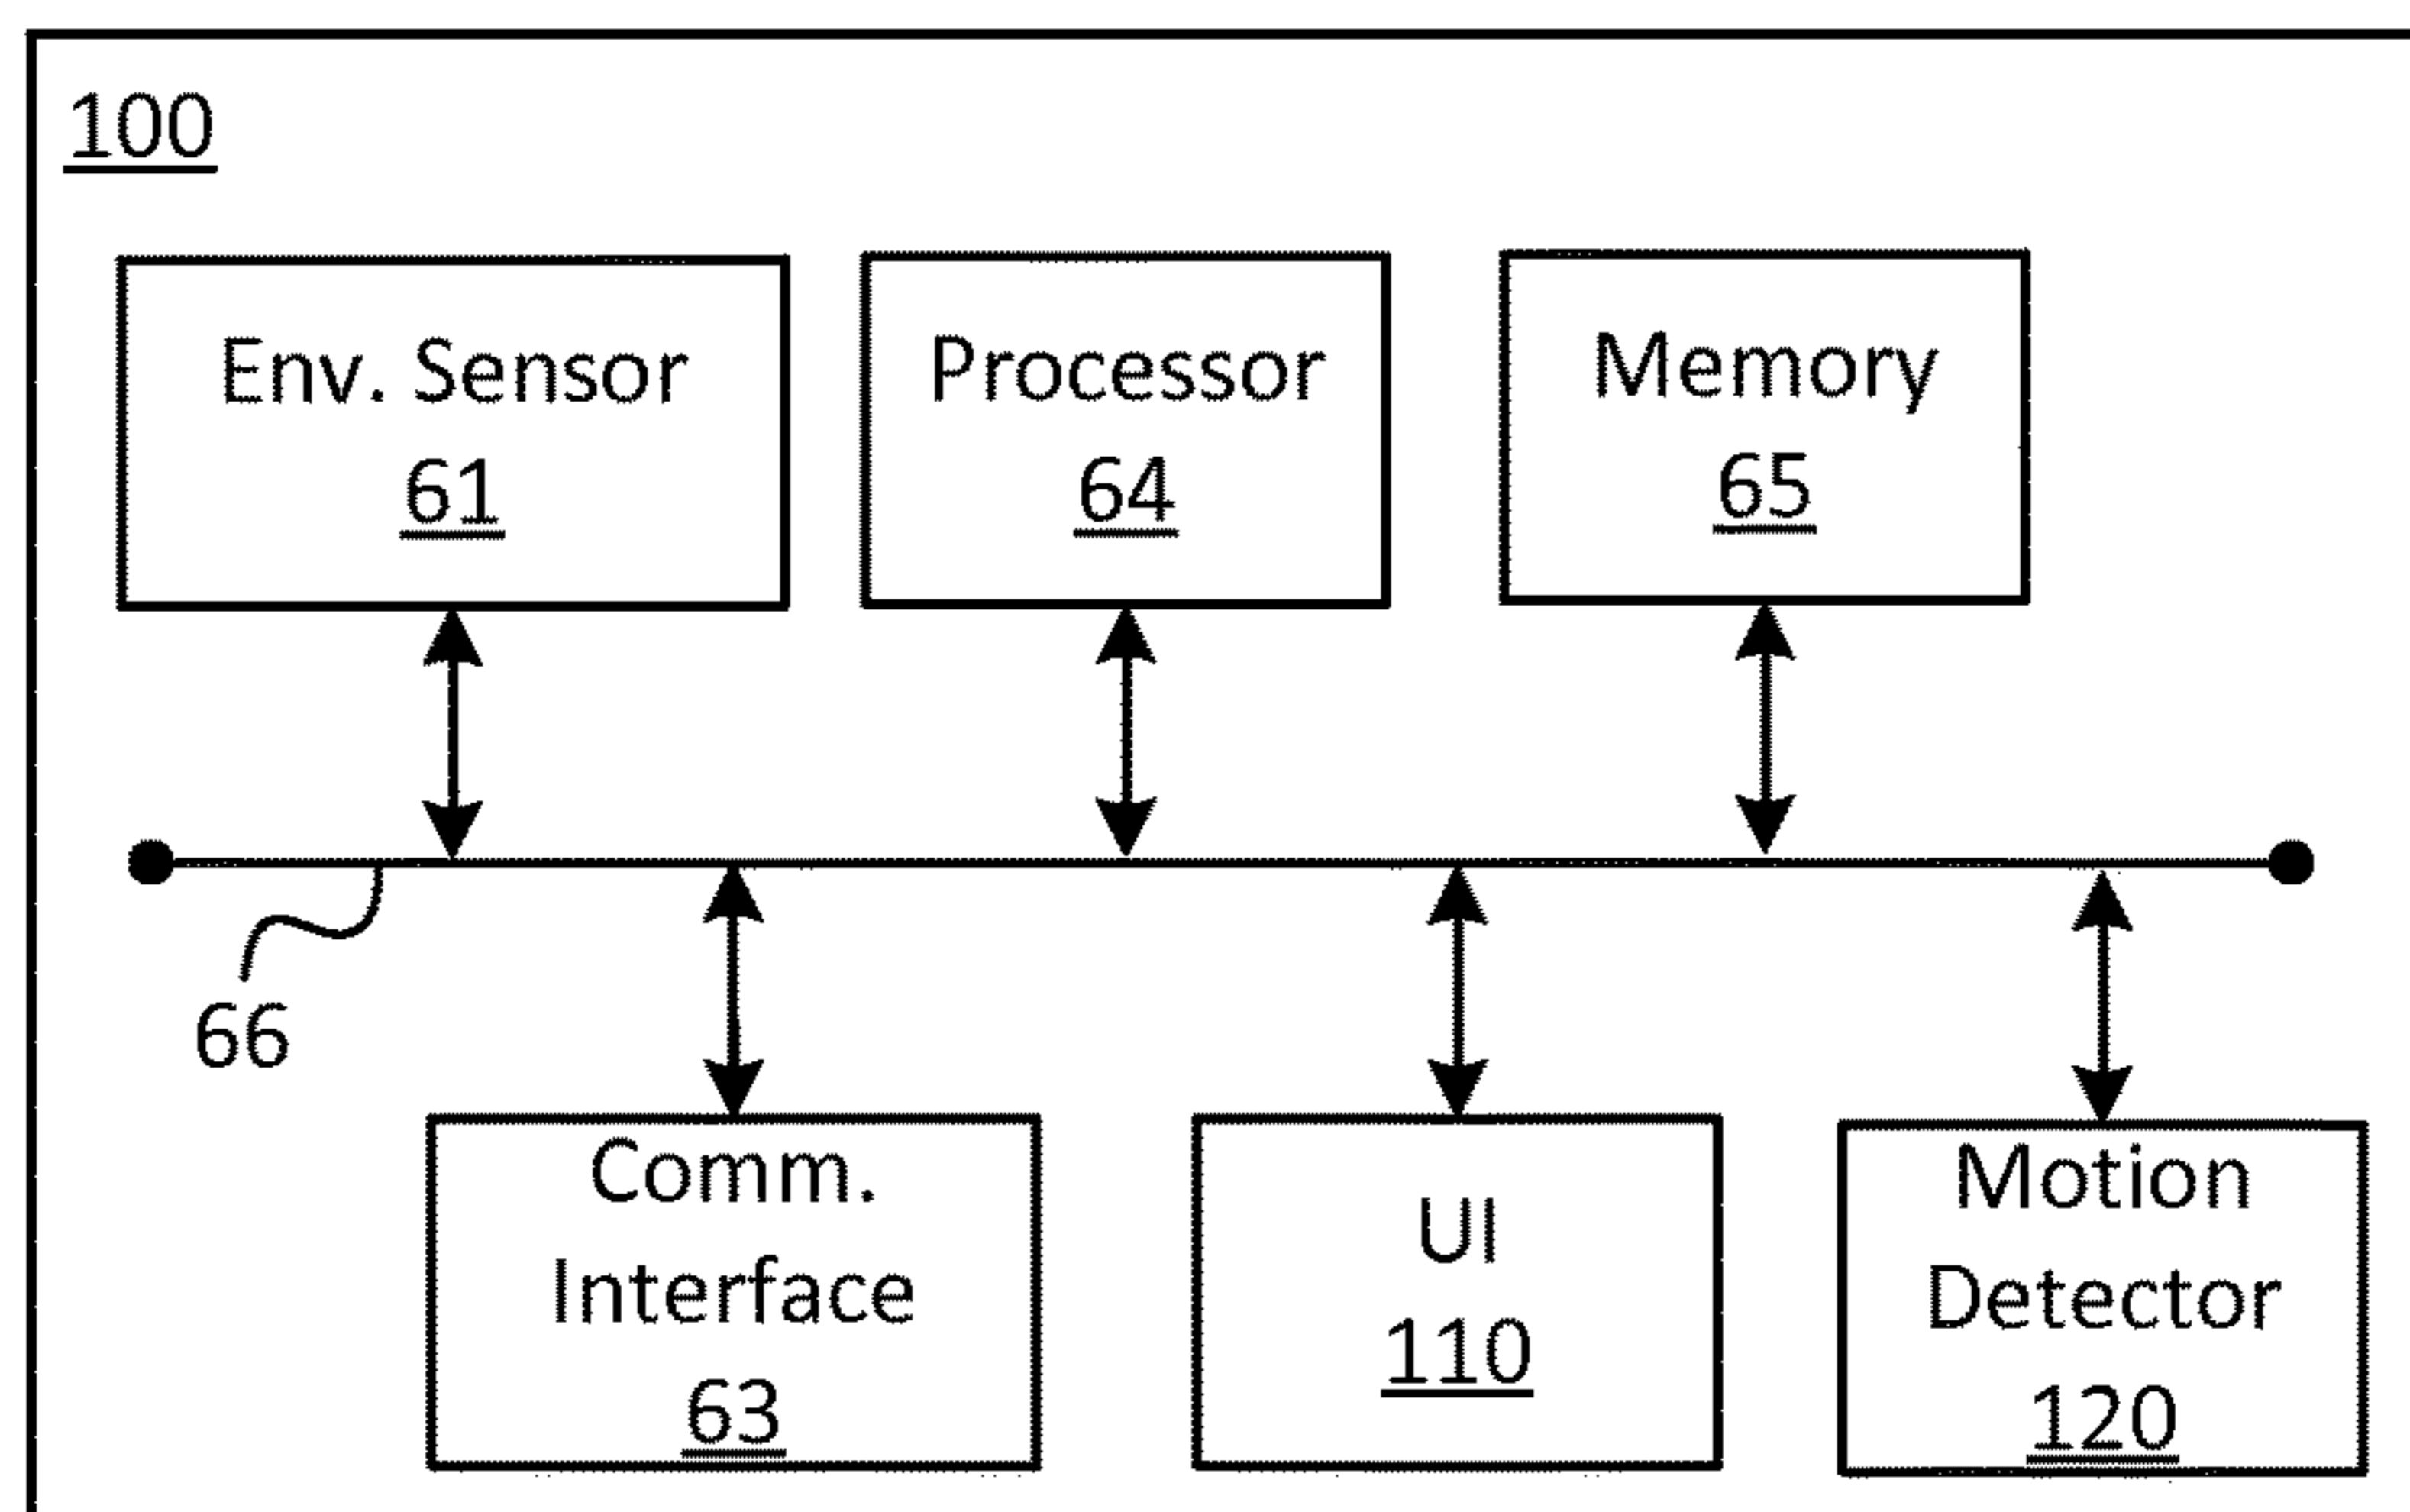 100
Env. Sensor
61
Processor
64
Memory
65
66
Comm.
Interface
63
UI
110
Motion
Detector
120